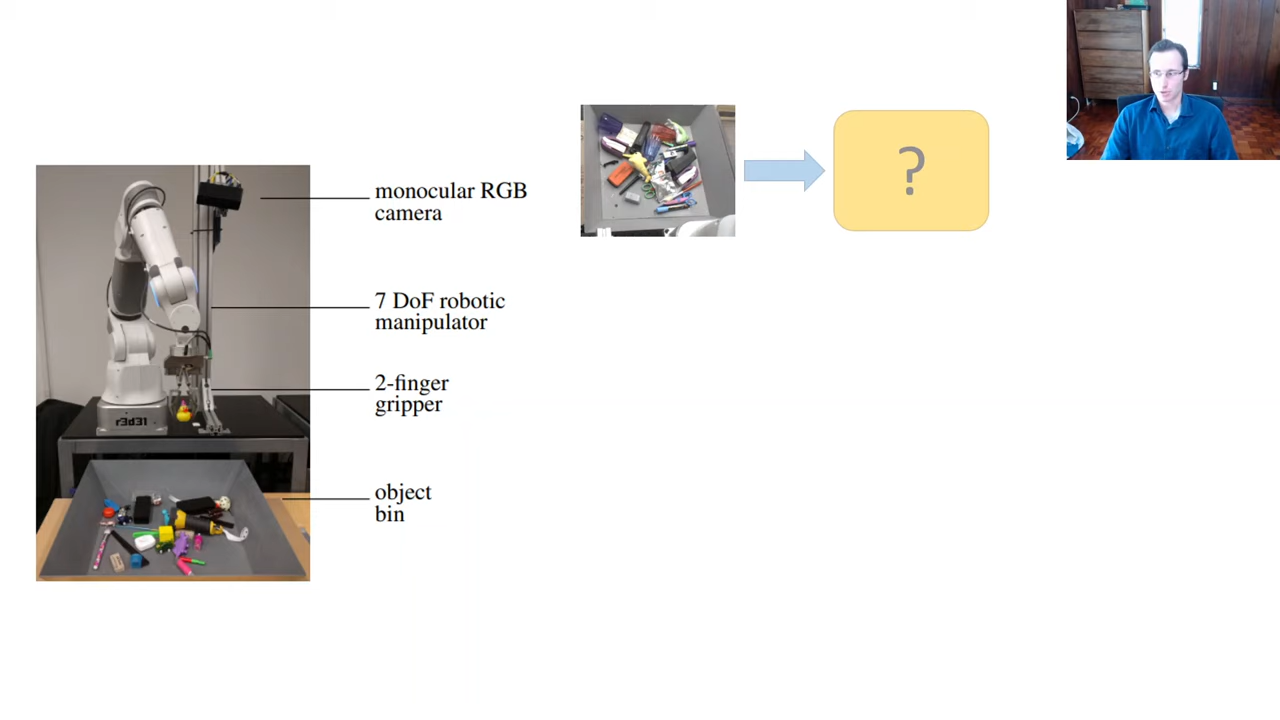 monocular RGB
camera
7 DoF robotic
manipulator
2-finger
gripper
object
bin
?